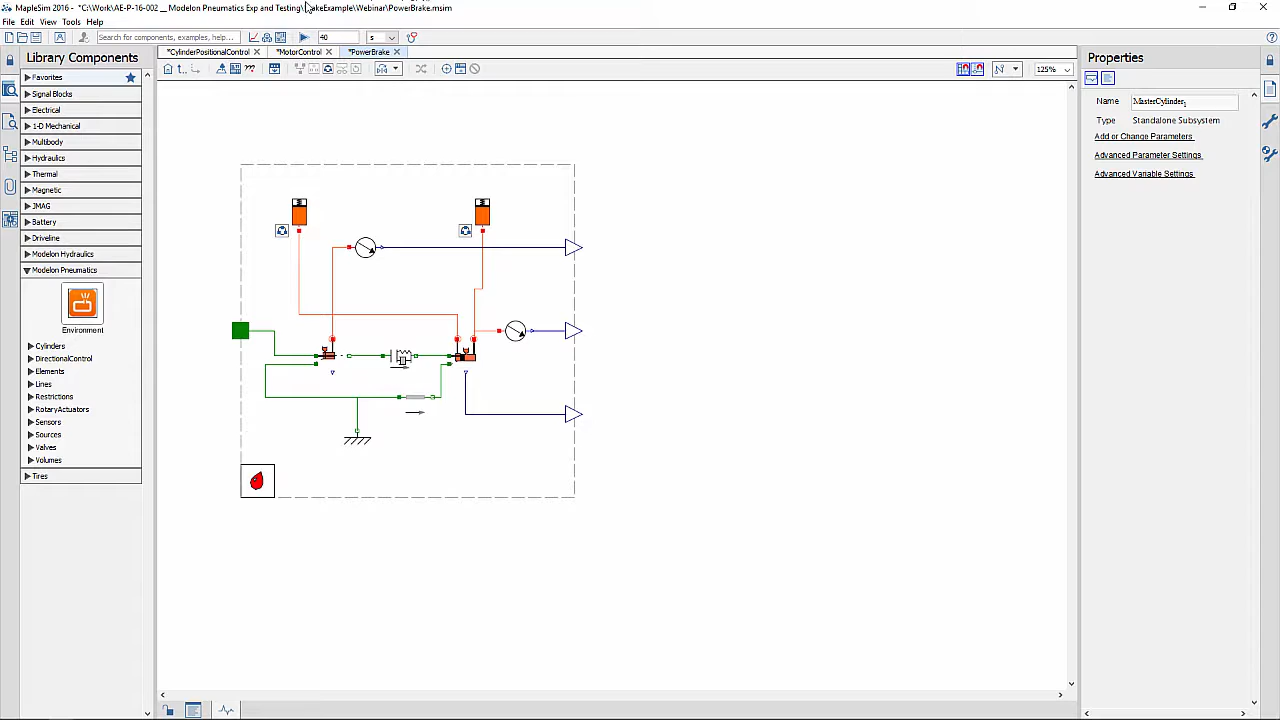 MapleSim 2016 - *C:\Work\AE-P-16-002 __ Modelon Pneumatics Exp and Testing\BrakeExample\Webinar\PowerBrake.msim
File Edit View Tools Help
Search for components, examples, help... 40 s
Library Components
Favorites
Signal Blocks
Electrical
1-D Mechanical
Multibody
Hydraulics
Thermal
Magnetic
JMAG
Battery
Driveline
Modelon Hydraulics
Modelon Pneumatics
Environment
Cylinders
DirectionalControl
Elements
Lines
Restrictions
RotaryActuators
Sensors
Sources
Valves
Volumes
Tires
*CylinderPositionalControl *MotorControl *PowerBrake
125%
Properties
Name MasterCylinder1
Type Standalone Subsystem
Add or Change Parameters
Advanced Parameter Settings
Advanced Variable Settings